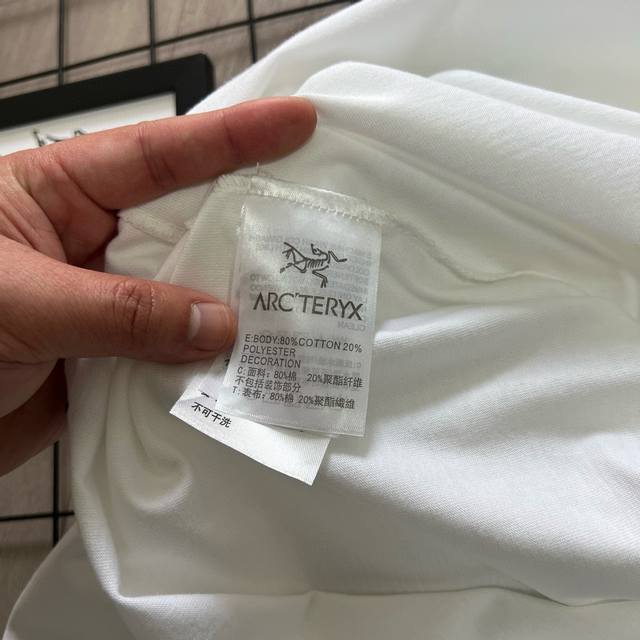 ARC'TERYX
E:BODY:80%COTTON 20%
POLYESTER
DECORATION
C.面料:80%棉 20%聚酯纤维
不包括装饰部分
T:表布:80%棉 20%聚酯纖維
不可干洗